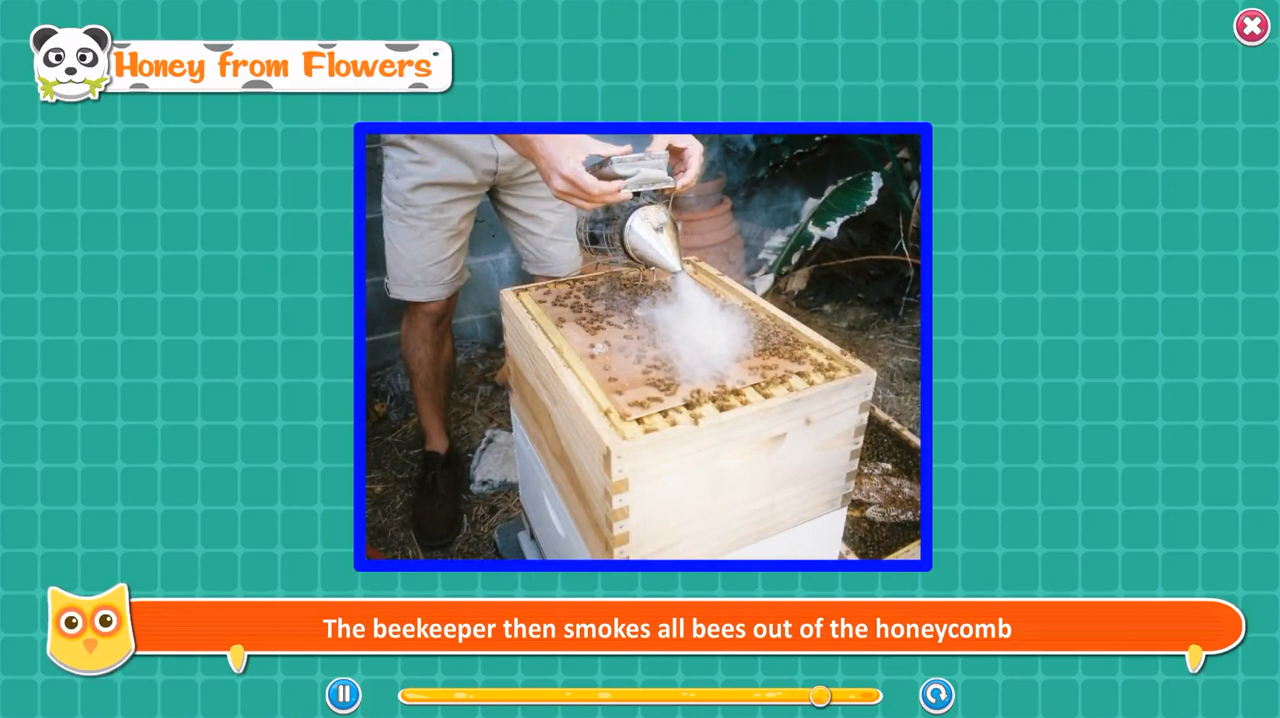 Honey from Flowers
The beekeeper then smokes all bees out of the honeycomb